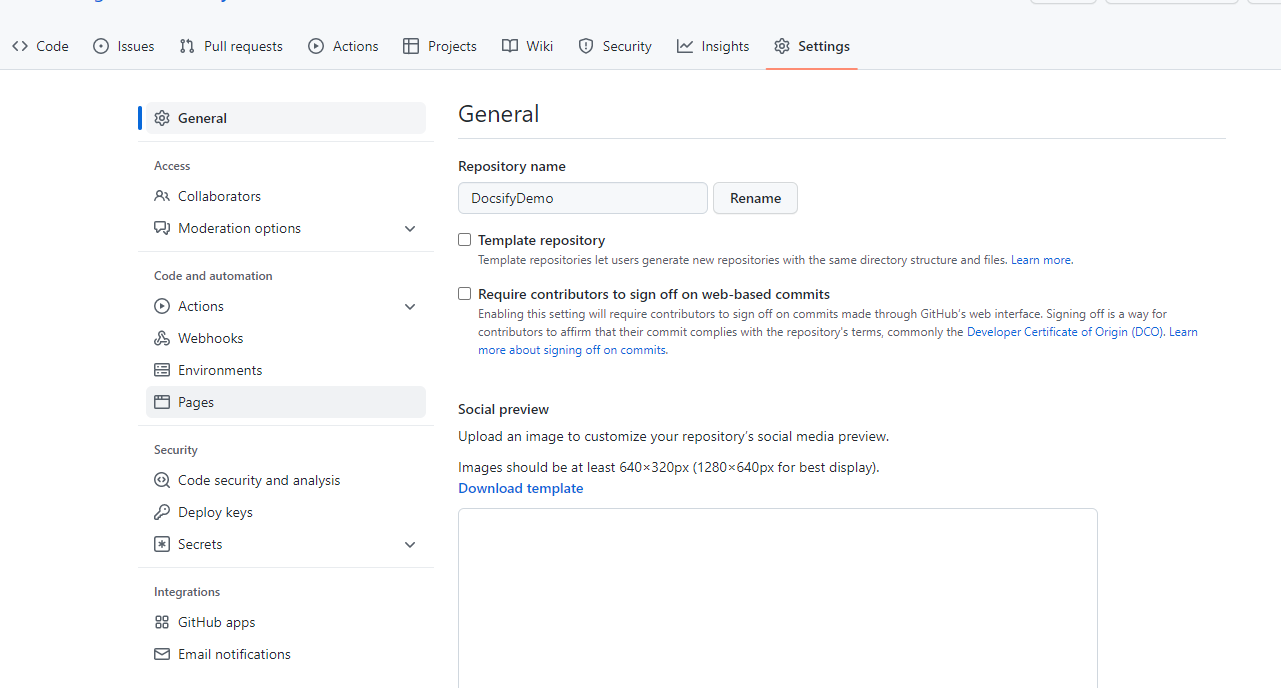 Code Issues Pull requests Actions Projects Wiki Security Insights Settings
General
Access
Collaborators
Moderation options
Code and automation
Actions
Webhooks
Environments
Pages
Security
Code security and analysis
Deploy keys
Secrets
Integrations
GitHub apps
Email notifications
General
Repository name
DocsifyDemo Rename
Template repository
Template repositories let users generate new repositories with the same directory structure and files. Learn more.
Require contributors to sign off on web-based commits
Enabling this setting will require contributors to sign off on commits made through GitHub's web interface. Signing off is a way for
contributors to affirm that their commit complies with the repository's terms, commonly the Developer Certificate of Origin (DCO). Learn
more about signing off on commits.
Social preview
Upload an image to customize your repository's social media preview.
Images should be at least 640×320px (1280×640px for best display).
Download template